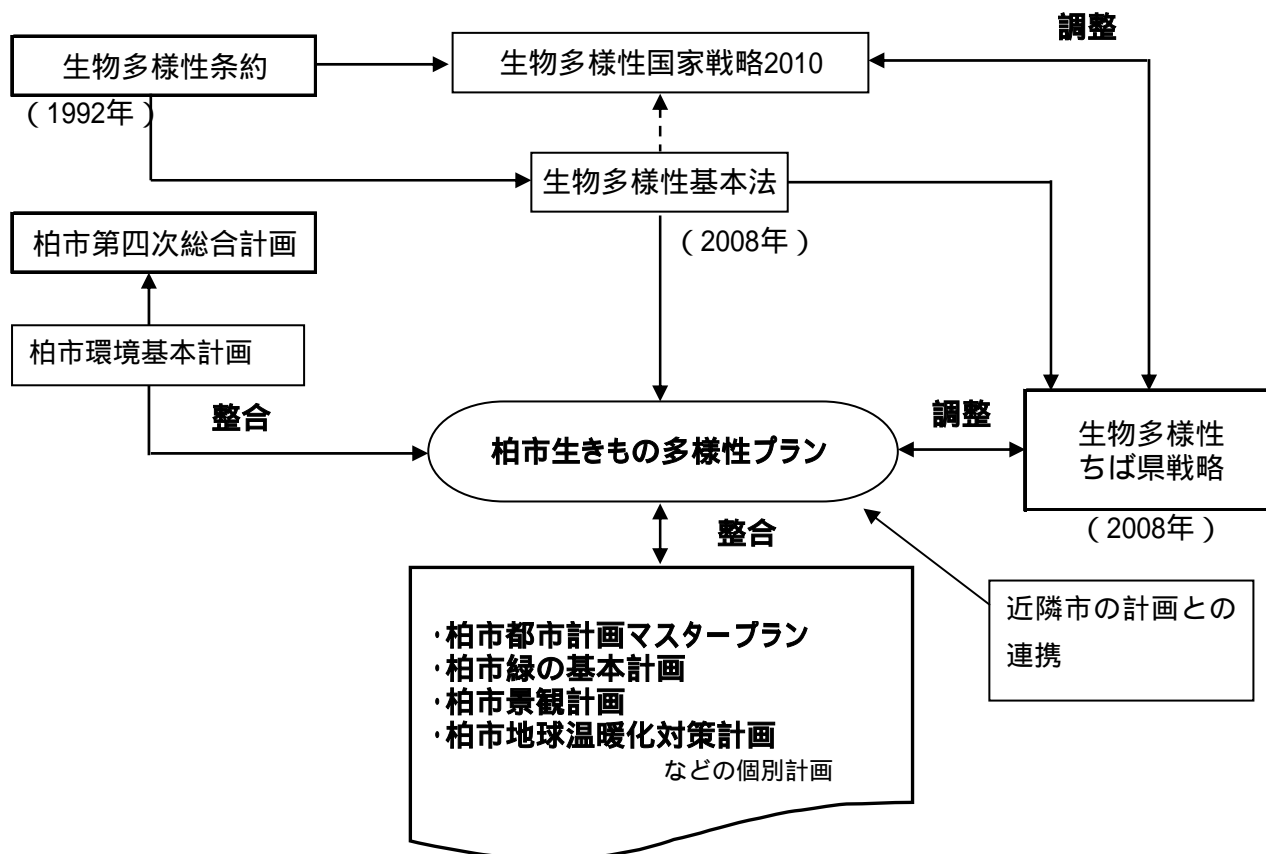 調整
生物多様性条約
生物多様性国家戦略2010
（1992年）
生物多様性基本法
（2008年）
柏市第四次総合計画
柏市環境基本計画
整合
柏市生きもの多様性プラン
調整
生物多様性
ちば県戦略
（2008年）
整合
近隣市の計画との
連携
・柏市都市計画マスタープラン
・柏市緑の基本計画
・柏市景観計画
・柏市地球温暖化対策計画
などの個別計画